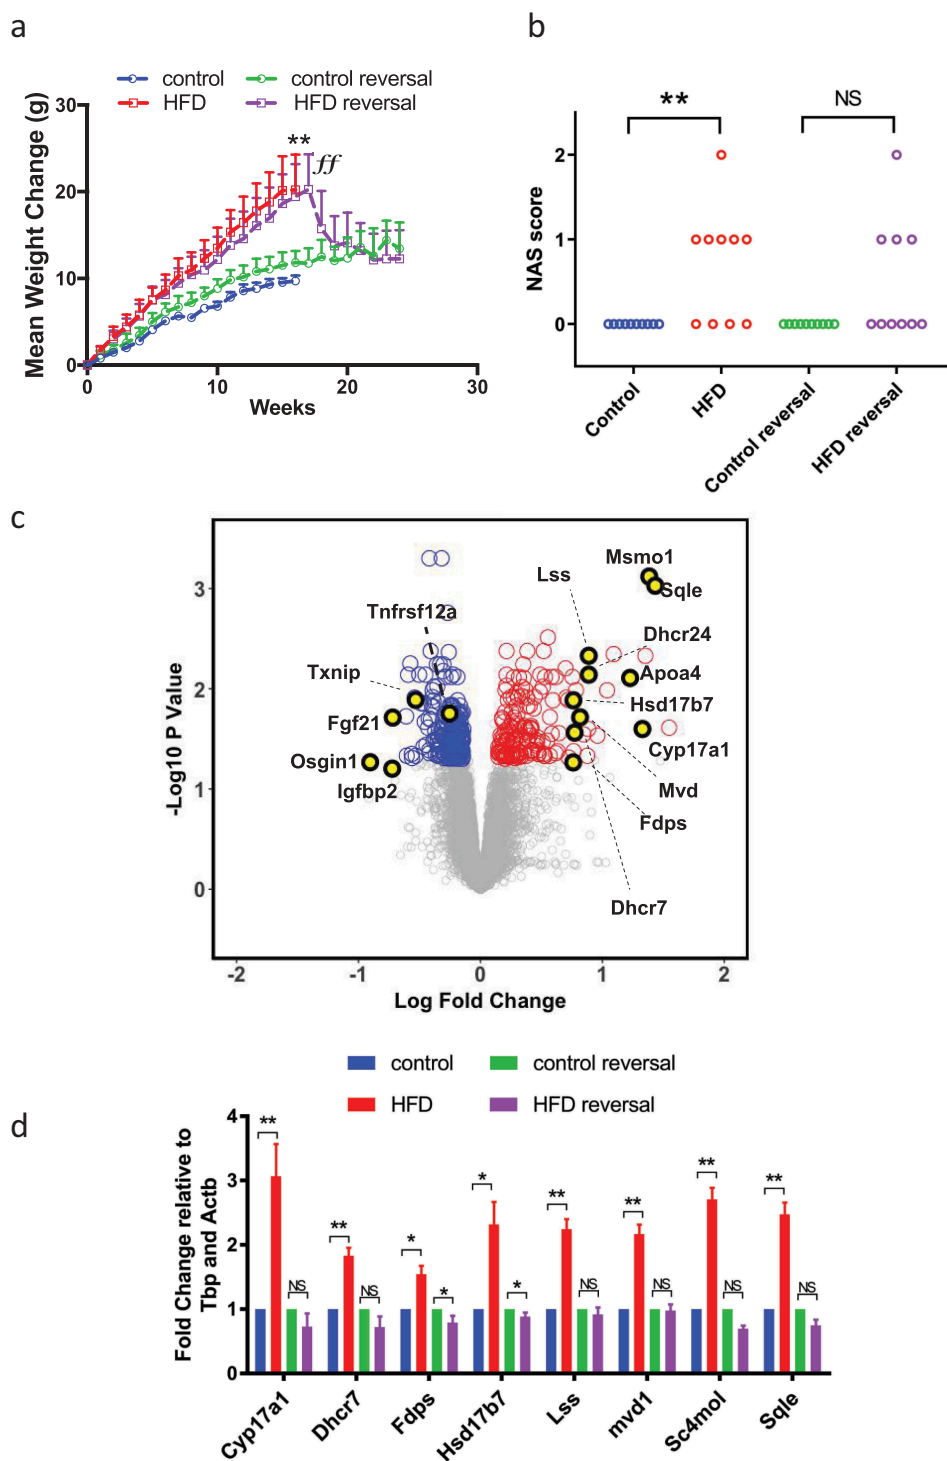 a
control
control reversal
HFD
HFD reversal
Mean Weight Change (g)
30
20
10
0
**
ff
0
10
20
30
Weeks
b
**
NS
NAS score
2
1
0
Control
HFD
Control reversal
HFD reversal
c
Msmo1
Lss
Sqle
Tnfrsf12a
Dhcr24
Txnip
Apoa4
Hsd17b7
Fgf21
Cyp17a1
Osgin1
Igfbp2
Mvd
Fdps
Dhcr7
-Log10 P Value
3
2
1
0
-2
-1
0
1
2
Log Fold Change
control
control reversal
HFD
HFD reversal
d
Fold Change relative to
Tbp and Actb
4
3
2
1
0
**
NS
**
NS
*
*
*
*
**
NS
**
NS
**
NS
**
NS
Cyp17a1
Dhcr7
Fdps
Hsd17b7
Lss
mvd1
Sc4mol
Sqle